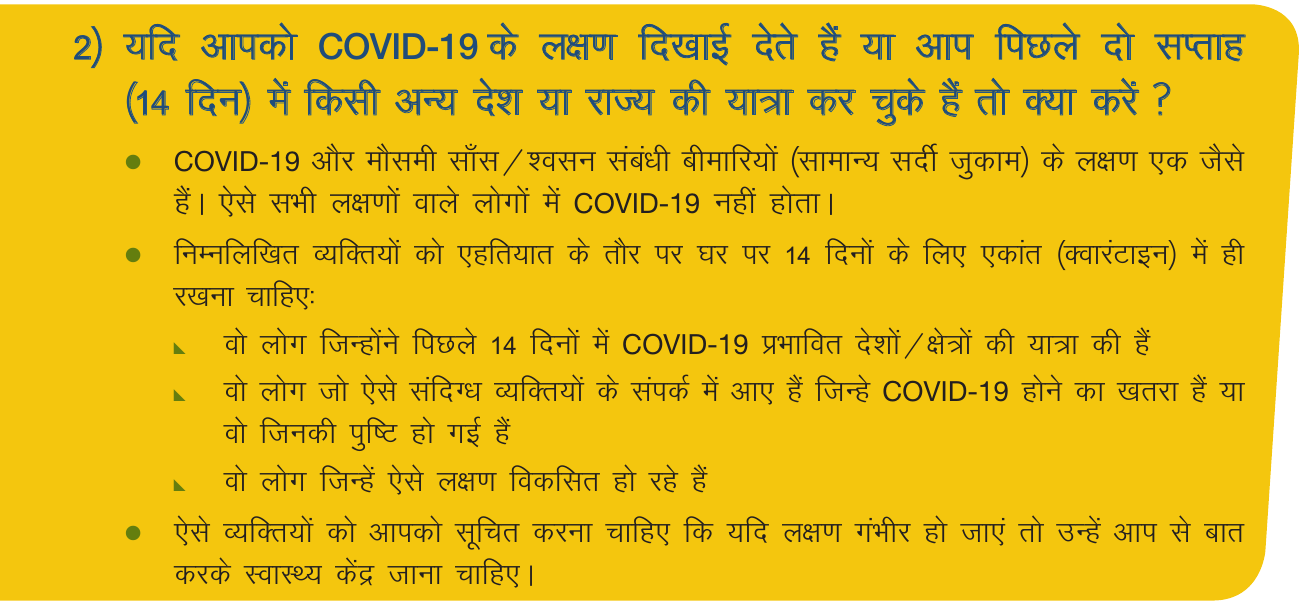 2) यदि आपको COVID-19 के लक्षण दिखाई देते हैं या आप पिछले दो सप्ताह
(14 दिन) में किसी अन्य देश या राज्य की यात्रा कर चुके हैं तो क्या करें ?
● COVID-19 और मौसमी साँस/श्वसन संबंधी बीमारियों (सामान्य सर्दी जुकाम) के लक्षण एक जैसे
हैं। ऐसे सभी लक्षणों वाले लोगों में COVID-19 नहीं होता।
● निम्नलिखित व्यक्तियों को एहतियात के तौर पर घर पर 14 दिनों के लिए एकांत (क्वारंटाइन) में ही
रखना चाहिएः
◣ वो लोग जिन्होंने पिछले 14 दिनों में COVID-19 प्रभावित देशों/क्षेत्रों की यात्रा की हैं
◣ वो लोग जो ऐसे संदिग्ध व्यक्तियों के संपर्क में आए हैं जिन्हे COVID-19 होने का खतरा हैं या
वो जिनकी पुष्टि हो गई हैं
◣ वो लोग जिन्हें ऐसे लक्षण विकसित हो रहे हैं
● ऐसे व्यक्तियों को आपको सूचित करना चाहिए कि यदि लक्षण गंभीर हो जाएं तो उन्हें आप से बात
करके स्वास्थ्य केंद्र जाना चाहिए।